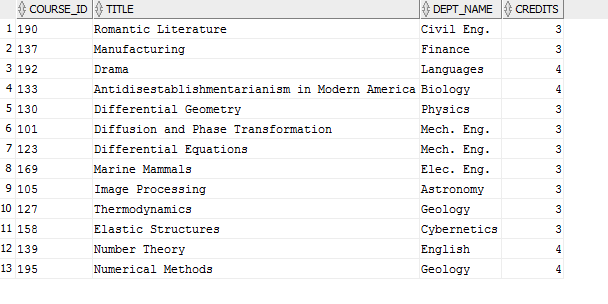 COURSE_ID TITLE DEPT_NAME CREDITS
1 190 Romantic Literature Civil Eng. 3
2 137 Manufacturing Finance 3
3 192 Drama Languages 4
4 133 Antidisestablishmentarianism in Modern America Biology 4
5 130 Differential Geometry Physics 3
6 101 Diffusion and Phase Transformation Mech. Eng. 3
7 123 Differential Equations Mech. Eng. 3
8 169 Marine Mammals Elec. Eng. 3
9 105 Image Processing Astronomy 3
10 127 Thermodynamics Geology 3
11 158 Elastic Structures Cybernetics 3
12 139 Number Theory English 4
13 195 Numerical Methods Geology 4